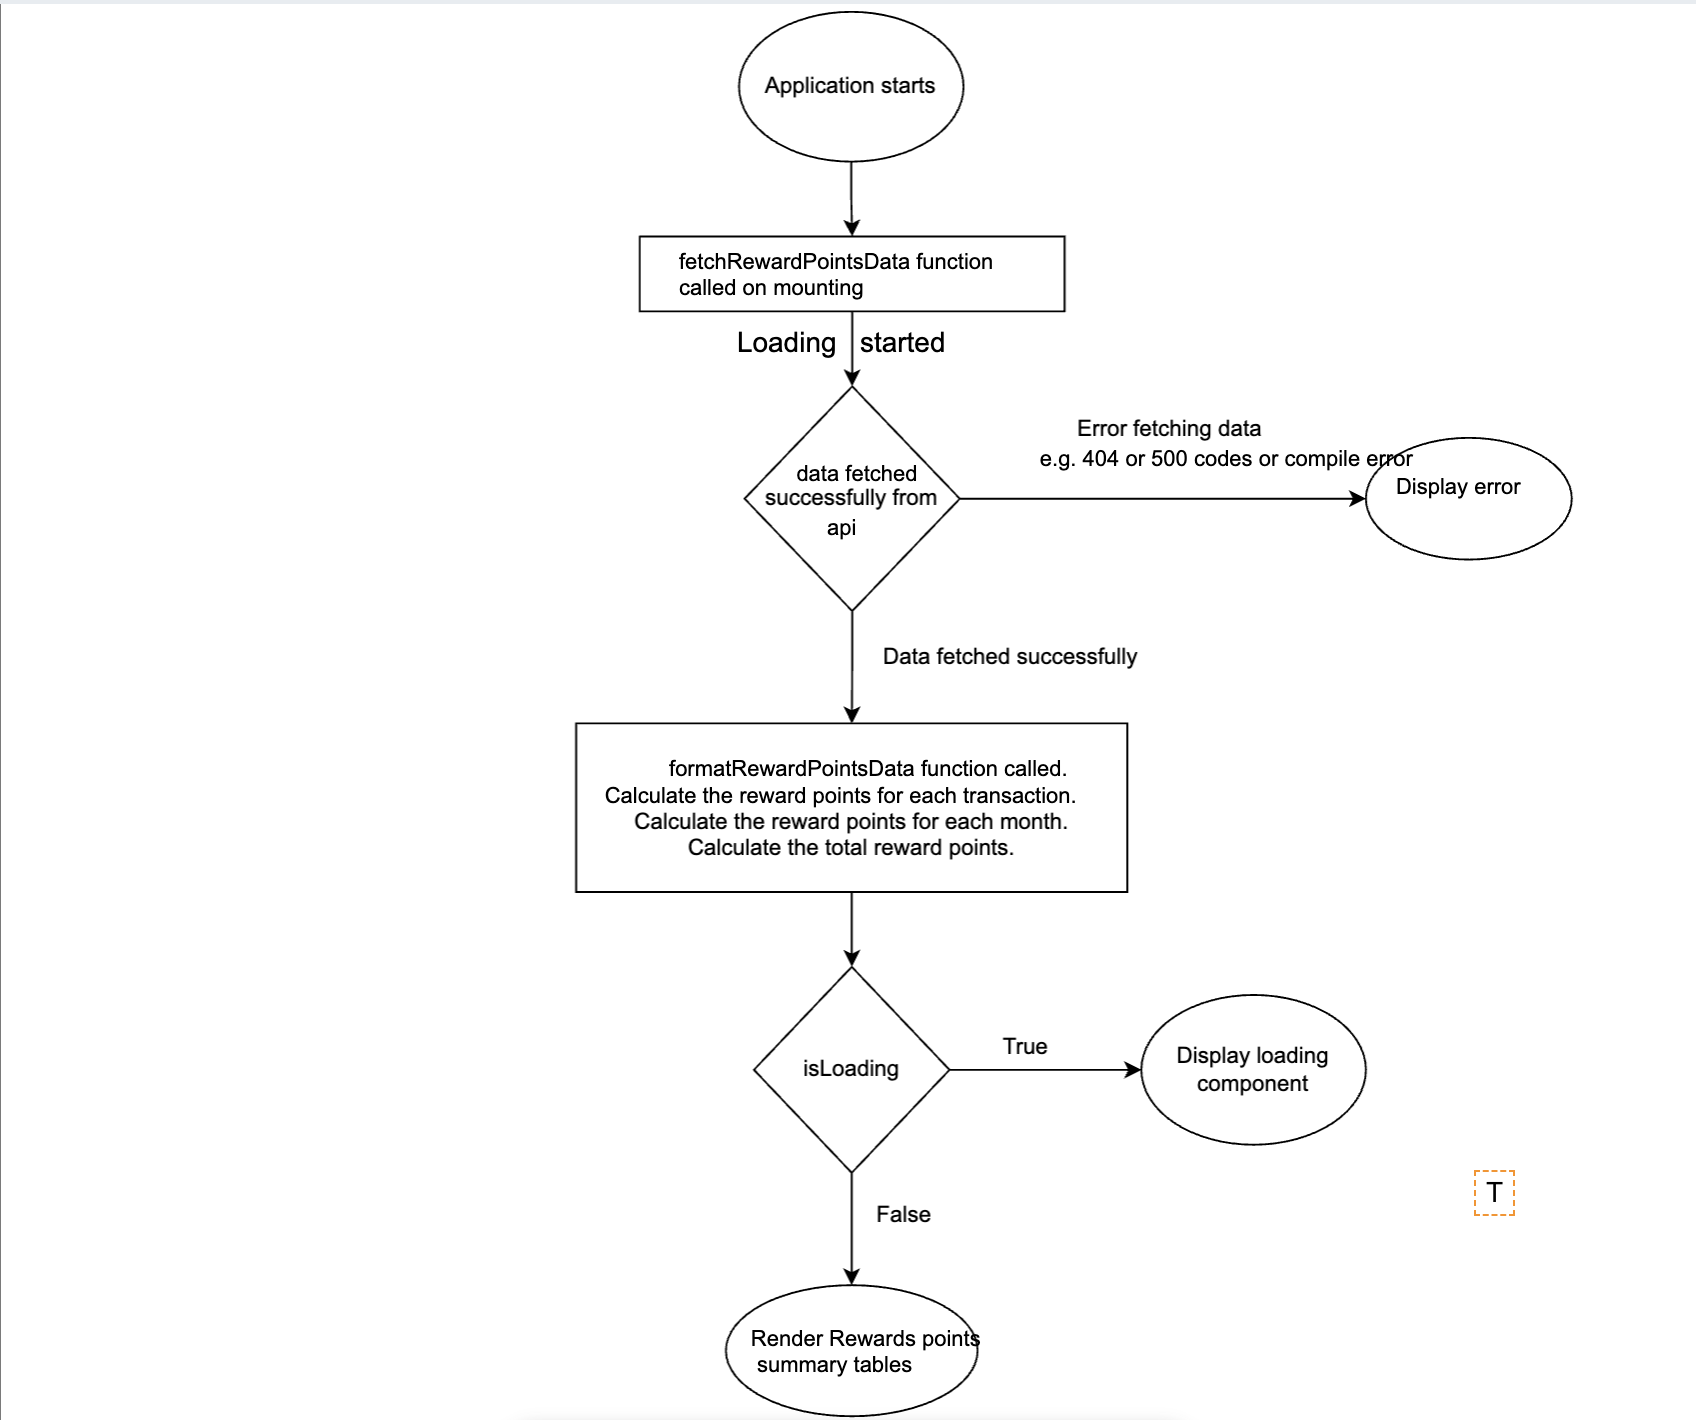 Application starts
fetchRewardPointsData function
called on mounting
Loading started
Error fetching data
e.g. 404 or 500 codes or compile error
Display error
data fetched
successfully from
api
Data fetched successfully
formatRewardPointsData function called.
Calculate the reward points for each transaction.
Calculate the reward points for each month.
Calculate the total reward points.
isLoading
True
Display loading
component
T
False
Render Rewards points
summary tables